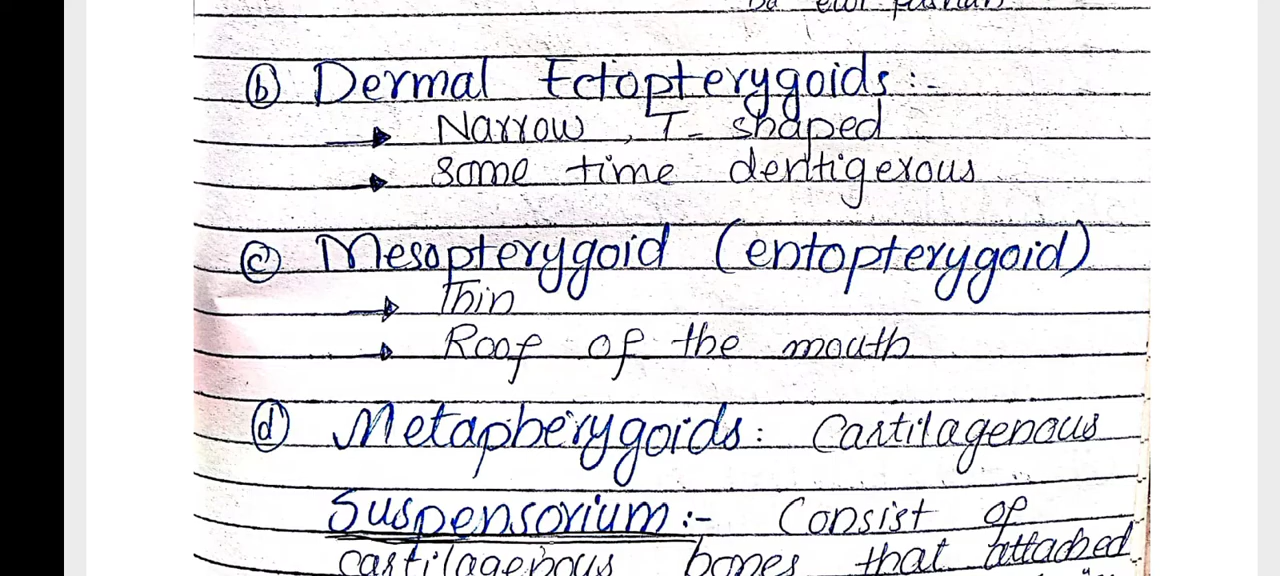 ⓑ Dermal Ectopterygoids :-
→ Narrow, T- shaped
→ Some time dentigerous
ⓒ Mesopterygoid (entopterygoid)
→ Thin
→ Roof of the mouth
ⓓ Metapherygoids : Cartilagenous
Suspensorium :- Consist of
cartilagenous bones that attached